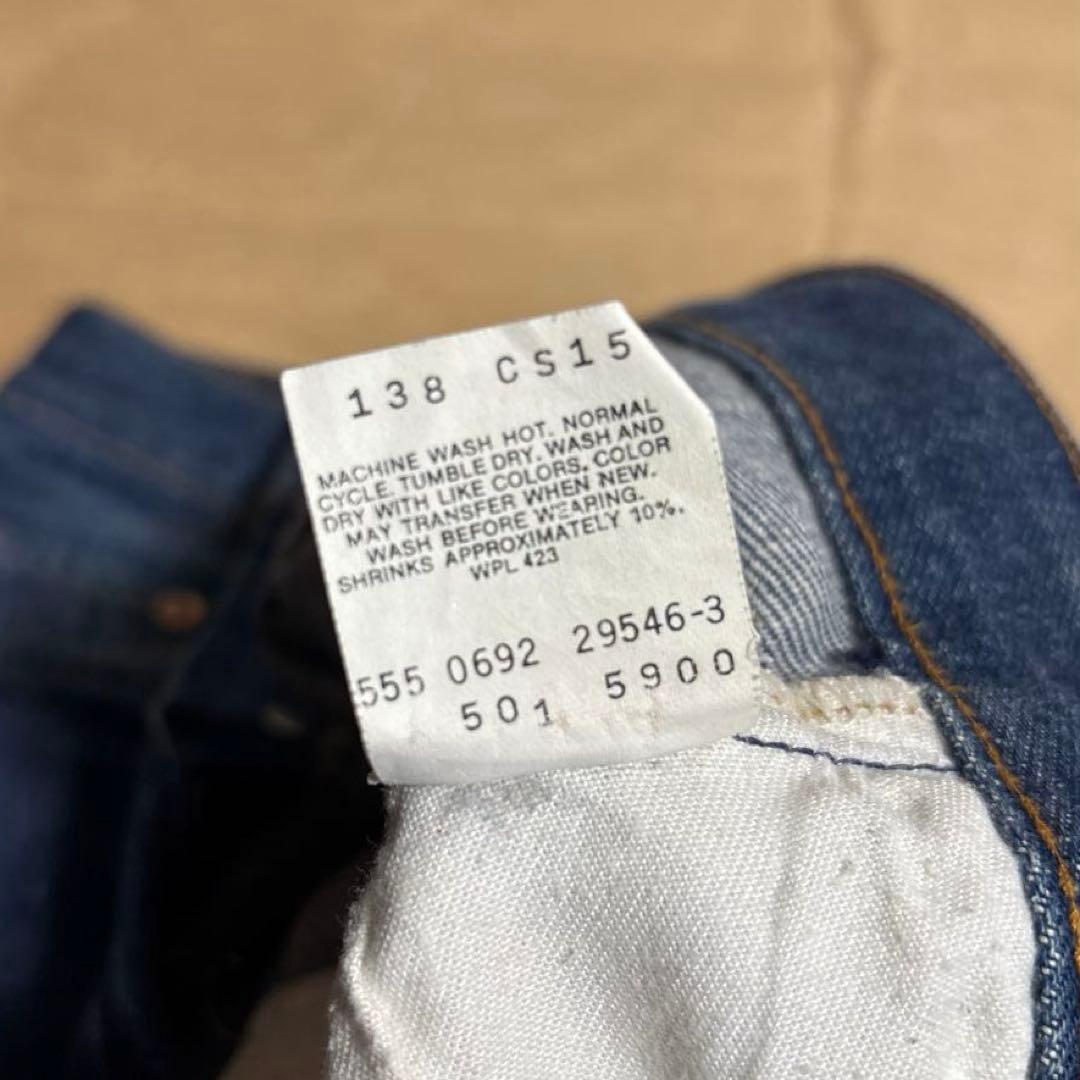 138 CS15
MACHINE WASH HOT. NORMAL
CYCLE. TUMBLE DRY. WASH AND
DRY WITH LIKE COLORS. COLOR
MAY TRANSFER WHEN NEW.
WASH BEFORE WEARING.
SHRINKS APPROXIMATELY 10%.
WPL 423
555 0692 29546-3
501 5900